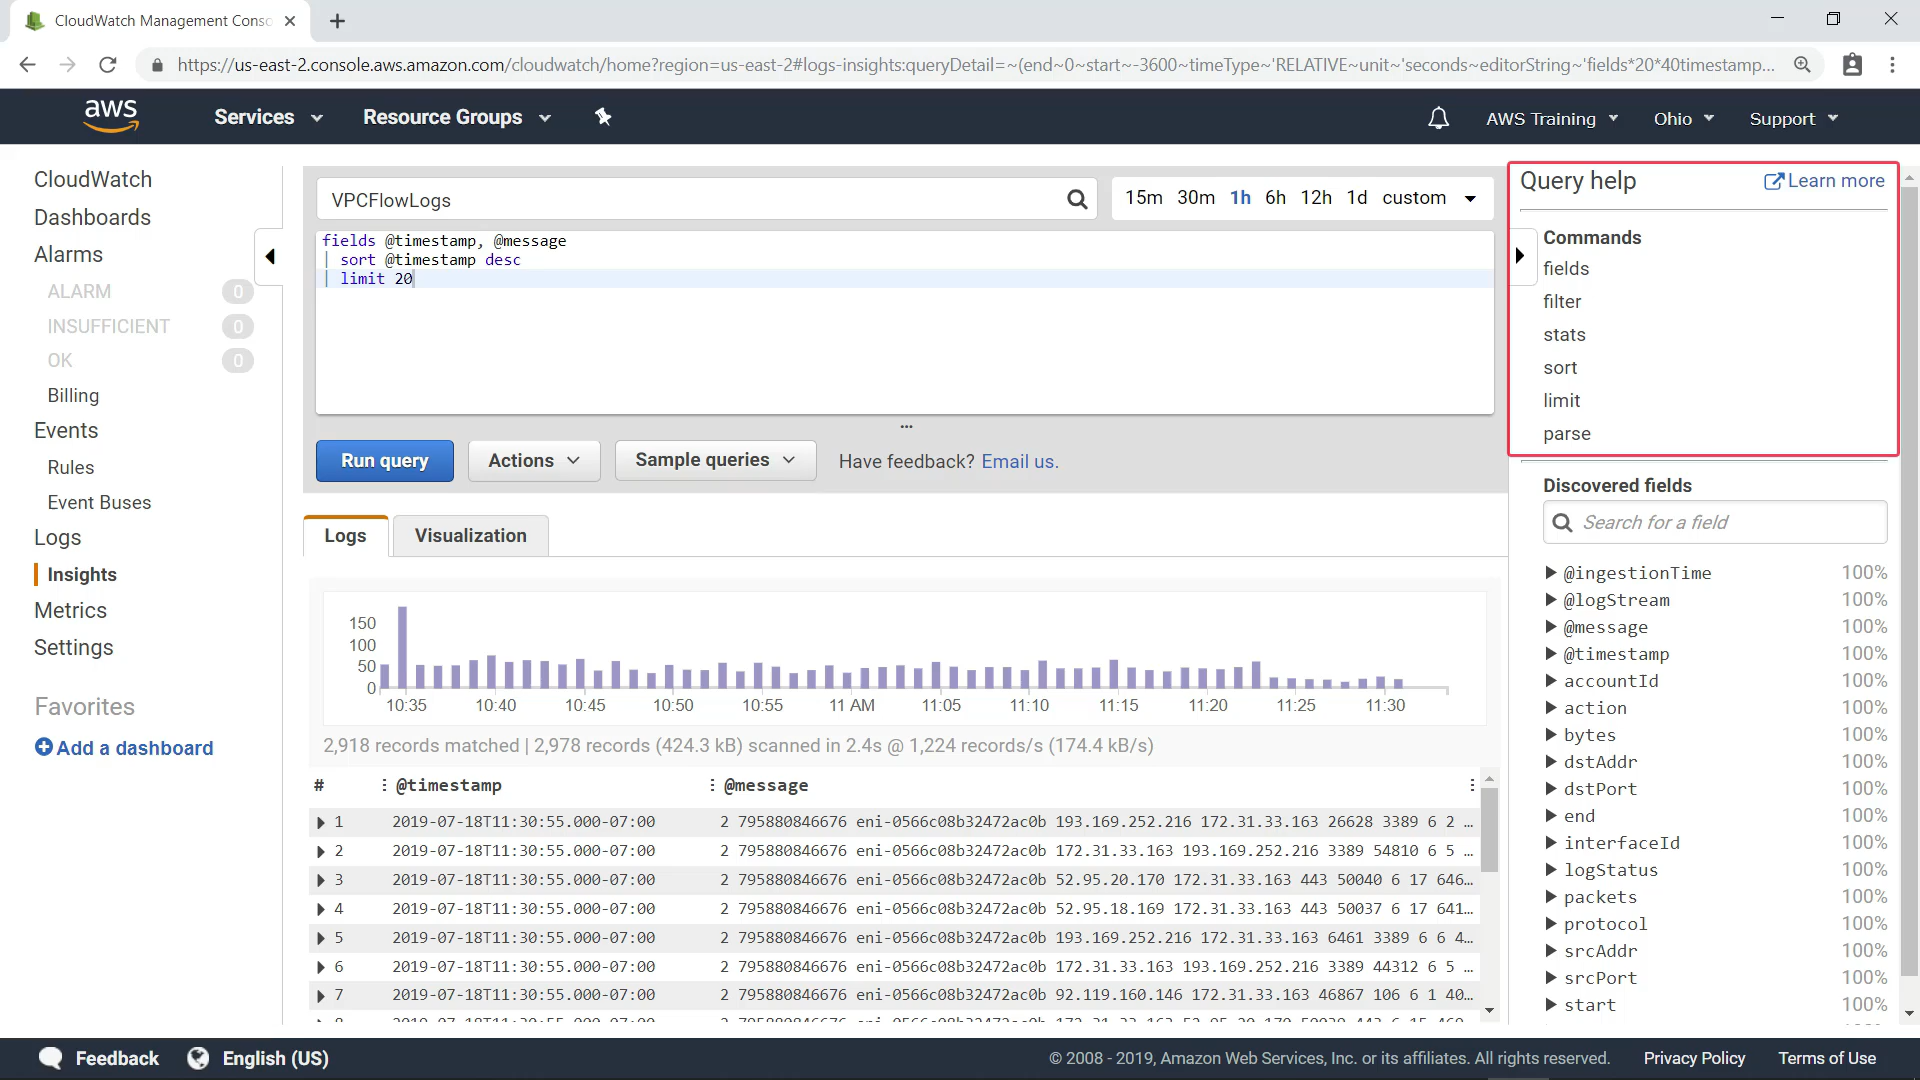 CloudWatch Management Conso
https://us-east-2.console.aws.amazon.com/cloudwatch/home?region=us-east-2#logs-insights:queryDetail=~(end~0~start~-3600~timeType~'RELATIVE~unit~'seconds~editorString~'fields*20*40timestamp...
aws
Services
Resource Groups
AWS Training
Ohio
Support
CloudWatch
Dashboards
Alarms
ALARM 0
INSUFFICIENT 0
OK 0
Billing
Events
Rules
Event Buses
Logs
Insights
Metrics
Settings
Favorites
Add a dashboard
VPCFlowLogs
15m 30m 1h 6h 12h 1d custom
fields @timestamp, @message
| sort @timestamp desc
| limit 20
...
Run query
Actions
Sample queries
Have feedback? Email us.
Logs
Visualization
150
100
50
0
10:35 10:40 10:45 10:50 10:55 11 AM 11:05 11:10 11:15 11:20 11:25 11:30
2,918 records matched | 2,978 records (424.3 kB) scanned in 2.4s @ 1,224 records/s (174.4 kB/s)
# @timestamp @message
1 2019-07-18T11:30:55.000-07:00 2 795880846676 eni-0566c08b32472ac0b 193.169.252.216 172.31.33.163 26628 3389 6 2 ...
2 2019-07-18T11:30:55.000-07:00 2 795880846676 eni-0566c08b32472ac0b 172.31.33.163 193.169.252.216 3389 54810 6 5 ...
3 2019-07-18T11:30:55.000-07:00 2 795880846676 eni-0566c08b32472ac0b 52.95.20.170 172.31.33.163 443 50040 6 17 646...
4 2019-07-18T11:30:55.000-07:00 2 795880846676 eni-0566c08b32472ac0b 52.95.18.169 172.31.33.163 443 50037 6 17 641...
5 2019-07-18T11:30:55.000-07:00 2 795880846676 eni-0566c08b32472ac0b 193.169.252.216 172.31.33.163 6461 3389 6 6 4...
6 2019-07-18T11:30:55.000-07:00 2 795880846676 eni-0566c08b32472ac0b 172.31.33.163 193.169.252.216 3389 44312 6 5 ...
7 2019-07-18T11:30:55.000-07:00 2 795880846676 eni-0566c08b32472ac0b 92.119.160.146 172.31.33.163 46867 106 6 1 40...
Query help
Learn more
Commands
fields
filter
stats
sort
limit
parse
Discovered fields
Search for a field
@ingestionTime 100%
@logStream 100%
@message 100%
@timestamp 100%
accountId 100%
action 100%
bytes 100%
dstAddr 100%
dstPort 100%
end 100%
interfaceId 100%
logStatus 100%
packets 100%
protocol 100%
srcAddr 100%
srcPort 100%
start 100%
Feedback
English (US)
© 2008 - 2019, Amazon Web Services, Inc. or its affiliates. All rights reserved.
Privacy Policy
Terms of Use